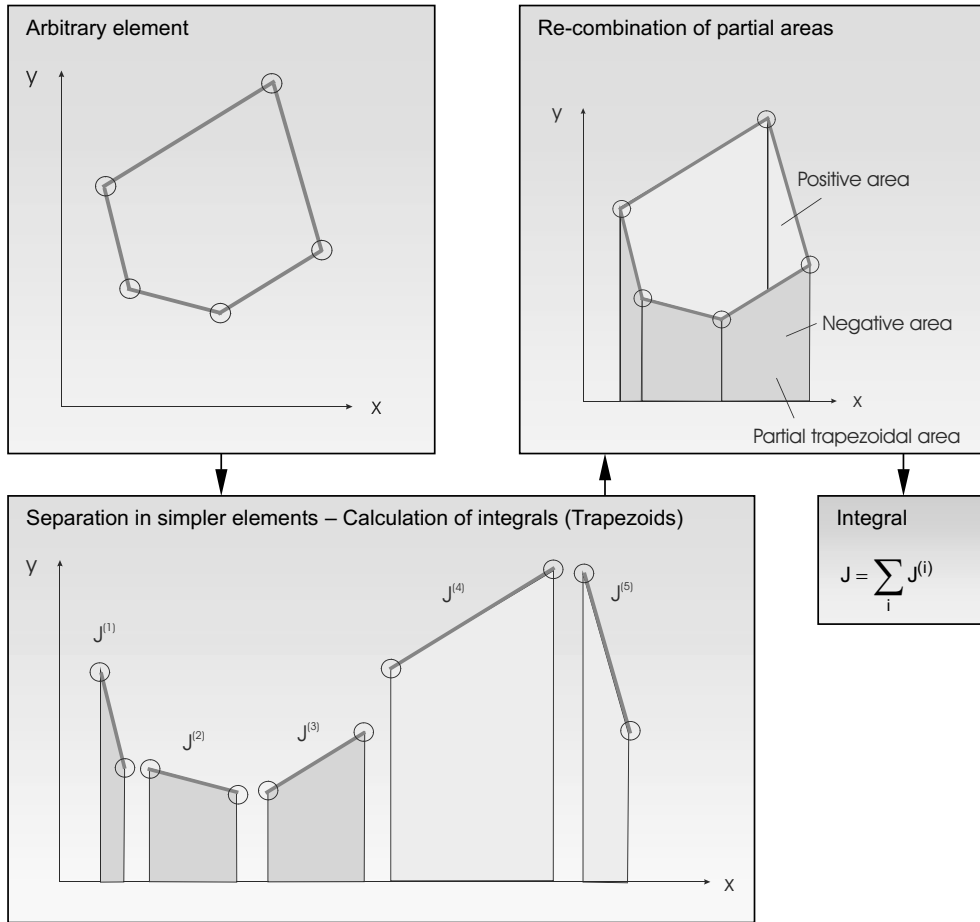 Arbitrary element
y
x
Re-combination of partial areas
y
Positive area
Negative area
x
Partial trapezoidal area
Separation in simpler elements – Calculation of integrals (Trapezoids)
y
J(1)
J(2)
J(3)
J(4)
J(5)
x
Integral
J = ∑ J(i)
i